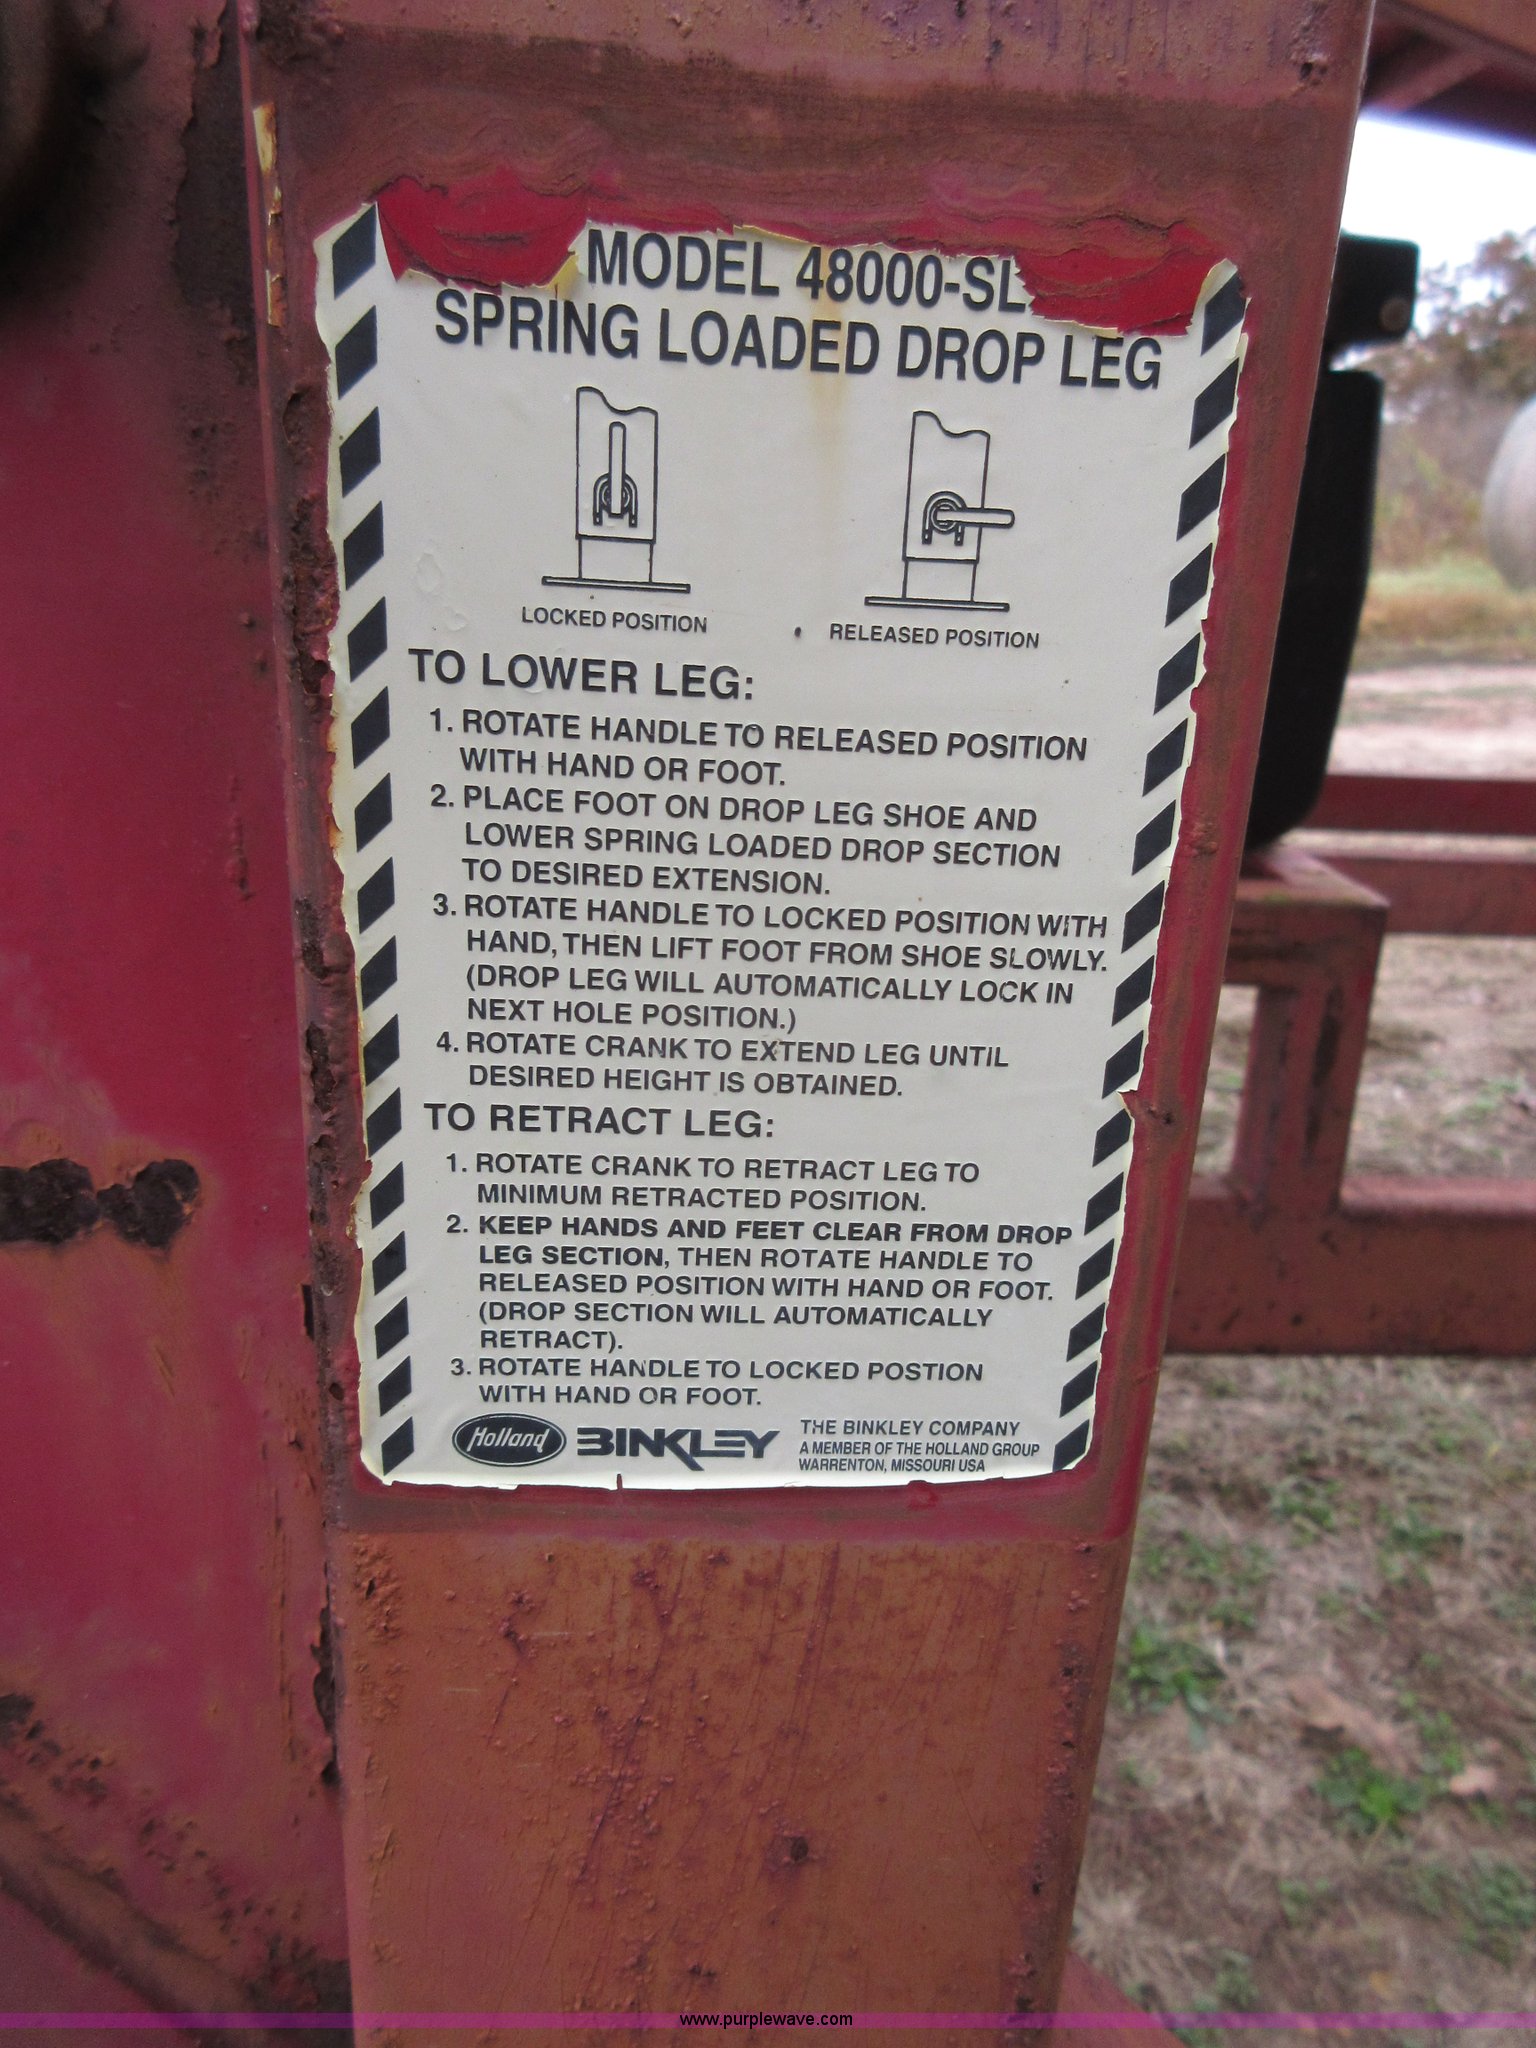 MODEL 48000-SL
SPRING LOADED DROP LEG
LOCKED POSITION
RELEASED POSITION
TO LOWER LEG:
1. ROTATE HANDLE TO RELEASED POSITION
WITH HAND OR FOOT.
2. PLACE FOOT ON DROP LEG SHOE AND
LOWER SPRING LOADED DROP SECTION
TO DESIRED EXTENSION.
3. ROTATE HANDLE TO LOCKED POSITION WITH
HAND, THEN LIFT FOOT FROM SHOE SLOWLY.
(DROP LEG WILL AUTOMATICALLY LOCK IN
NEXT HOLE POSITION.)
4. ROTATE CRANK TO EXTEND LEG UNTIL
DESIRED HEIGHT IS OBTAINED.
TO RETRACT LEG:
1. ROTATE CRANK TO RETRACT LEG TO
MINIMUM RETRACTED POSITION.
2. KEEP HANDS AND FEET CLEAR FROM DROP
LEG SECTION, THEN ROTATE HANDLE TO
RELEASED POSITION WITH HAND OR FOOT.
(DROP SECTION WILL AUTOMATICALLY
RETRACT).
3. ROTATE HANDLE TO LOCKED POSTION
WITH HAND OR FOOT.
Holland BINKLEY
THE BINKLEY COMPANY
A MEMBER OF THE HOLLAND GROUP
WARRENTON, MISSOURI USA
www.purplewave.com